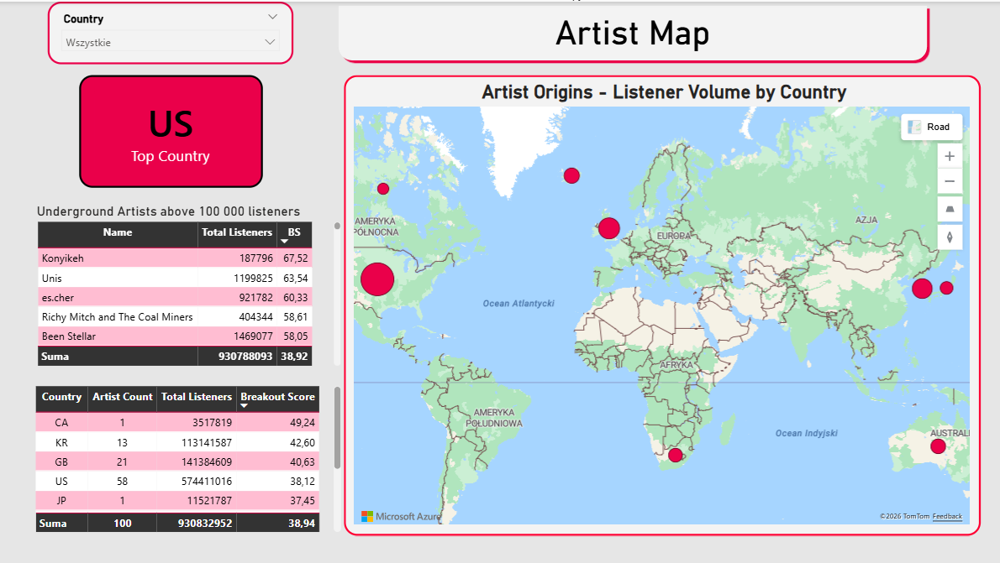 Country
Wszystkie
Artist Map
US
Top Country
Artist Origins - Listener Volume by Country
Road
AMERYKA
PÓŁNOCNA
EUROPA
AZJA
Ocean Atlantycki
AFRYKA
AMERYKA
POŁUDNIOWA
Ocean Indyjski
AUSTRALI
Microsoft Azure
©2026 TomTom Feedback
Underground Artists above 100 000 listeners
Name Total Listeners BS
Konyikeh 187796 67,52
Unis 1199825 63,54
es.cher 921782 60,33
Richy Mitch and The Coal Miners 404344 58,61
Been Stellar 1469077 58,05
Suma 930788093 38,92
Country Artist Count Total Listeners Breakout Score
CA 1 3517819 49,24
KR 13 113141587 42,60
GB 21 141384609 40,63
US 58 574411016 38,12
JP 1 11521787 37,45
Suma 100 930832952 38,94